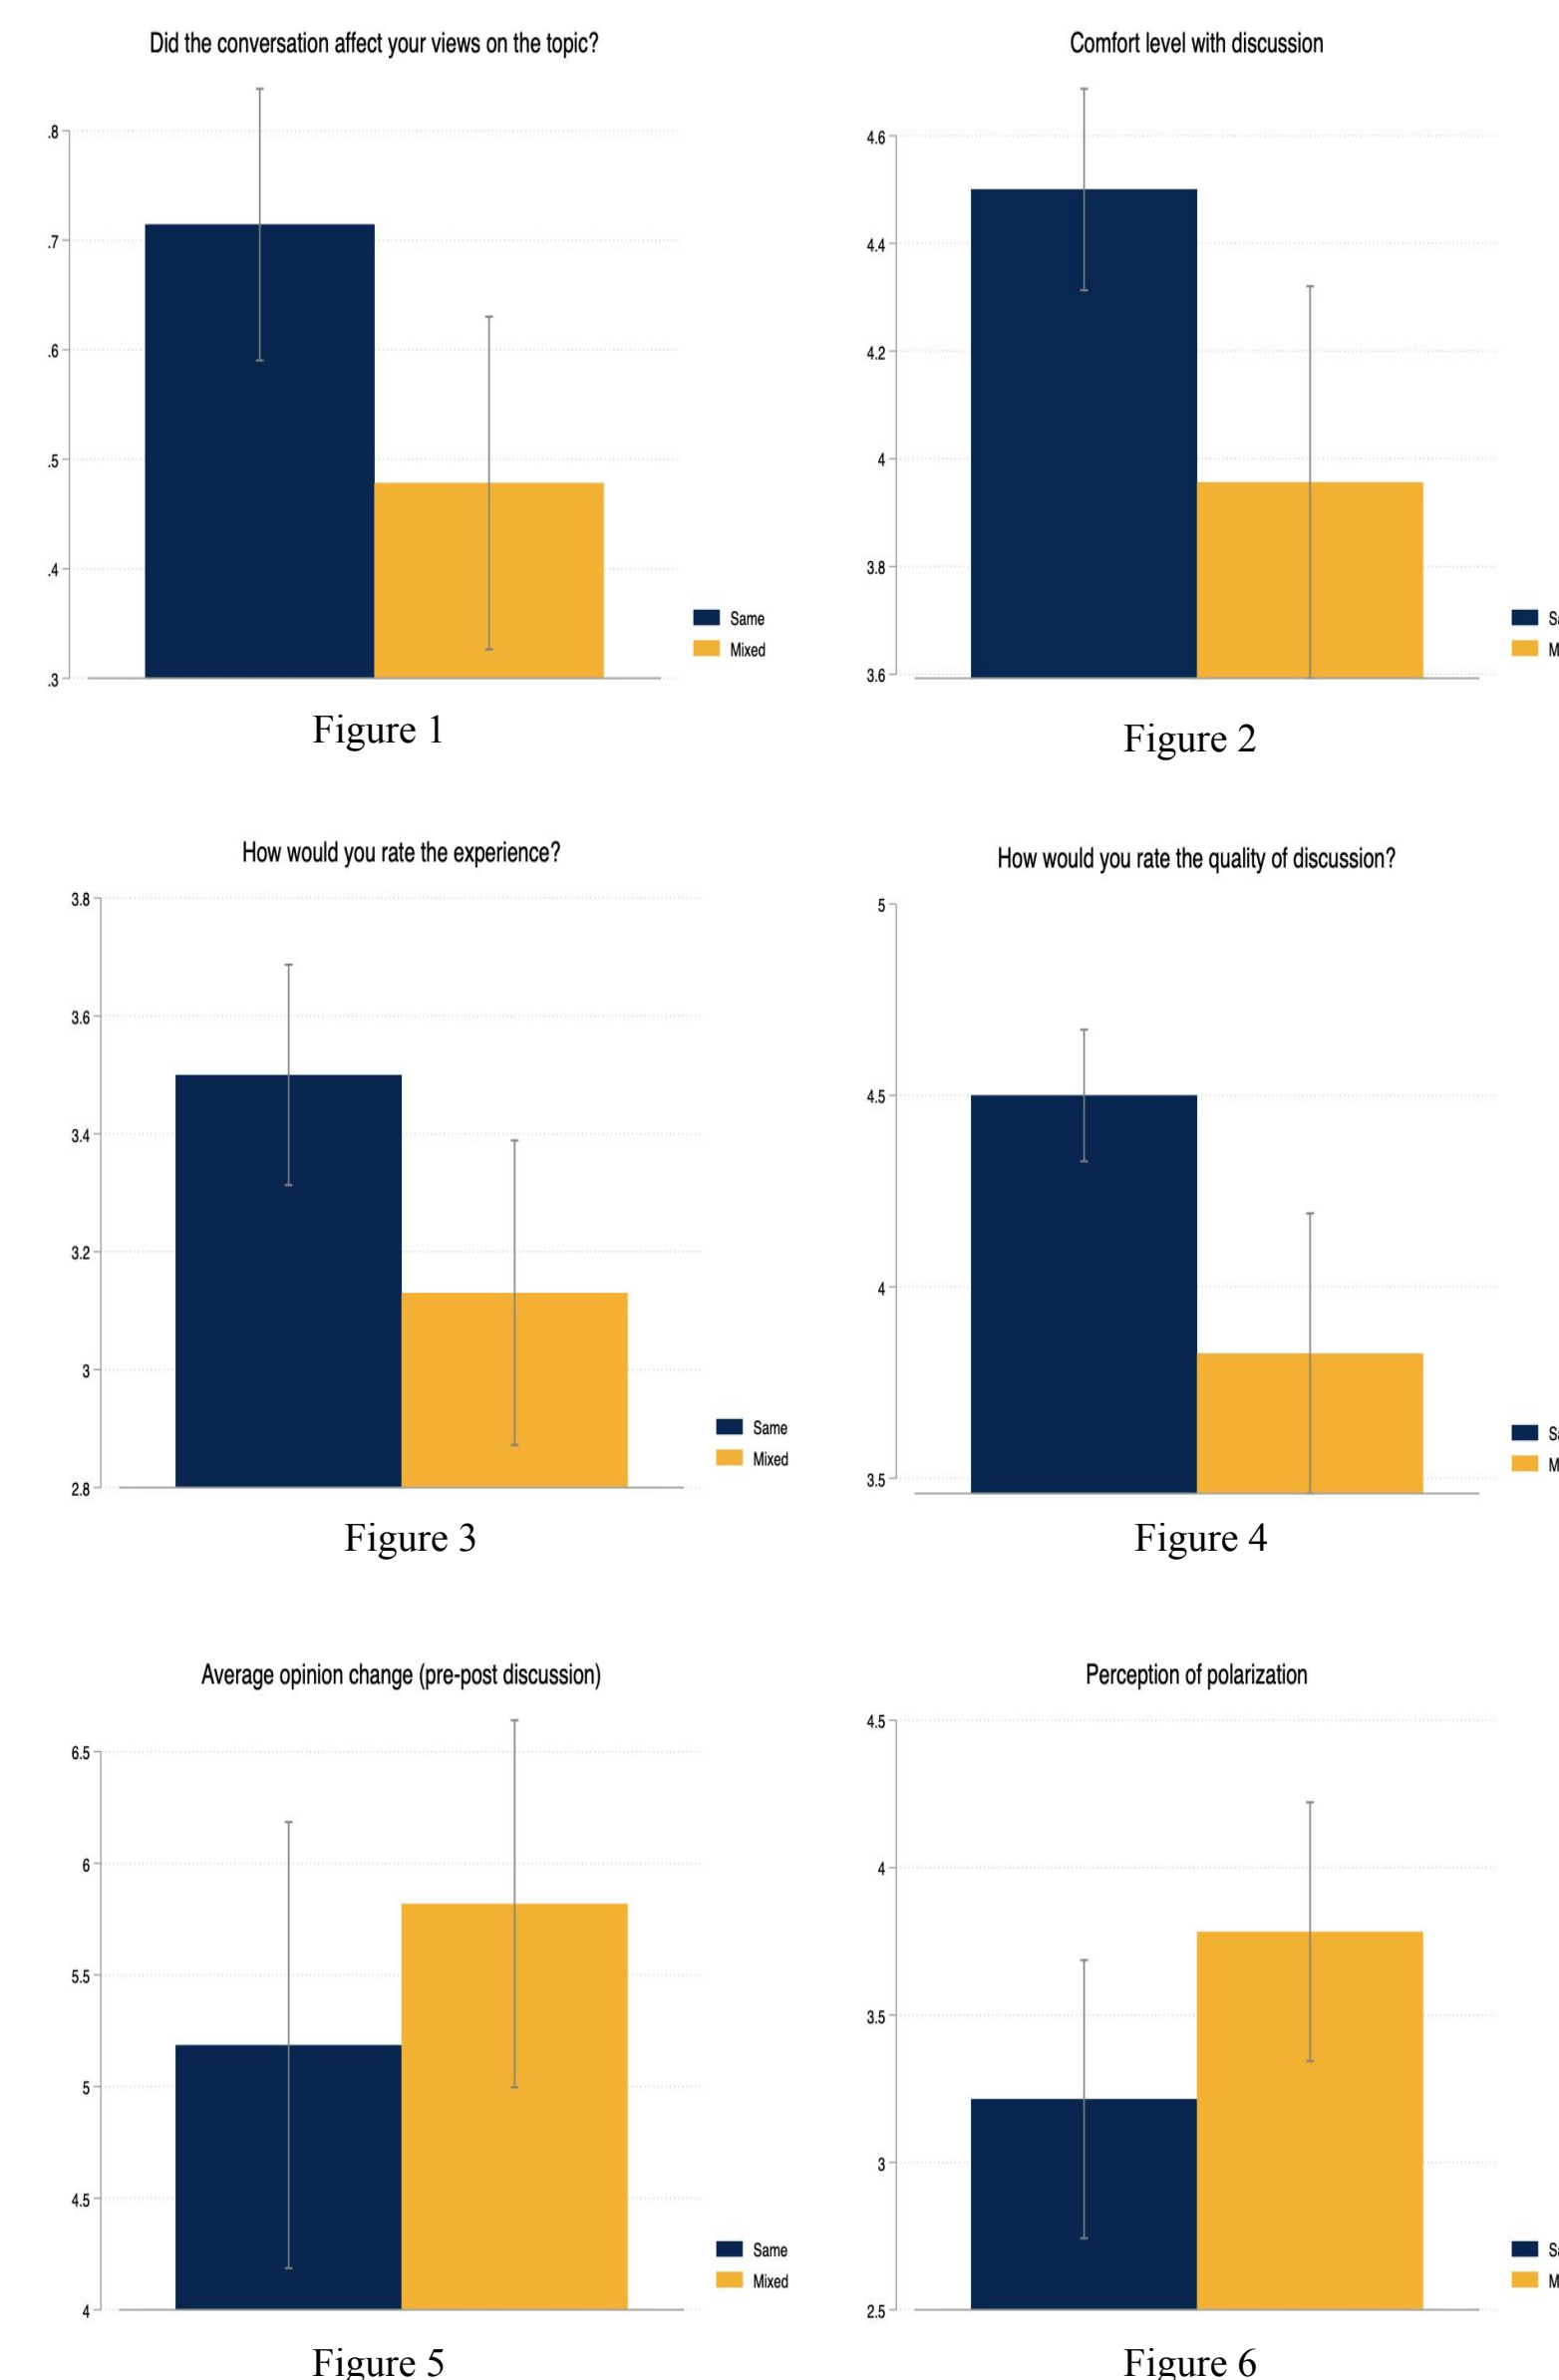 Did the conversation affect your views on the topic?
.8
.7
.6
.5
.4
.3
Same
Mixed
Figure 1
Comfort level with discussion
4.6
4.4
4.2
4
3.8
3.6
Sa
M
Figure 2
How would you rate the experience?
3.8
3.6
3.4
3.2
3
2.8
Same
Mixed
Figure 3
How would you rate the quality of discussion?
5
4.5
4
3.5
Sa
M
Figure 4
Average opinion change (pre-post discussion)
6.5
6
5.5
5
4.5
4
Same
Mixed
Figure 5
Perception of polarization
4.5
4
3.5
3
2.5
Sa
M
Figure 6